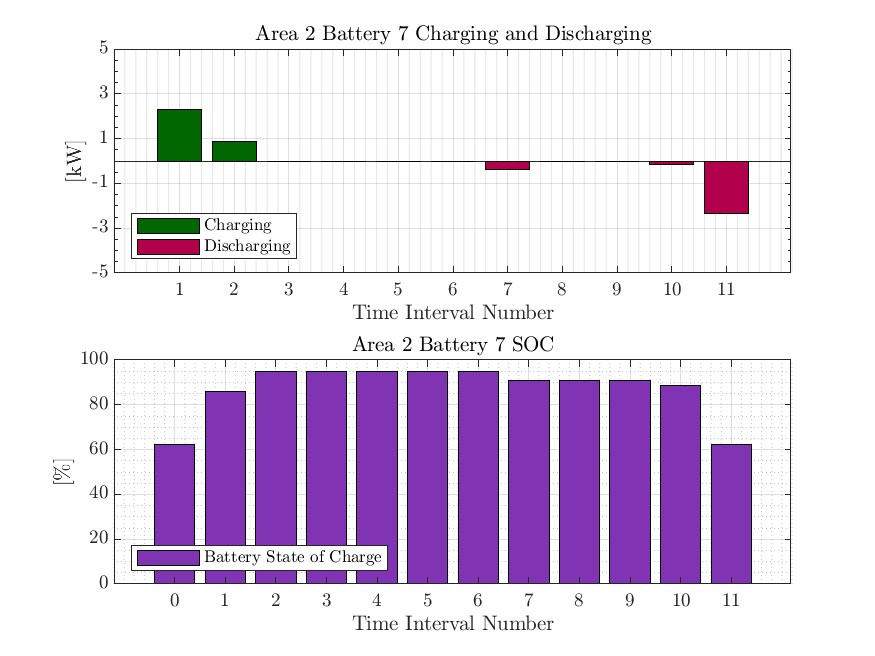 Area 2 Battery 7 Charging and Discharging
5
3
1
-1
-3
-5
[kW]
Charging
Discharging
1 2 3 4 5 6 7 8 9 10 11
Time Interval Number
Area 2 Battery 7 SOC
100
80
60
40
20
0
[%]
Battery State of Charge
0 1 2 3 4 5 6 7 8 9 10 11
Time Interval Number